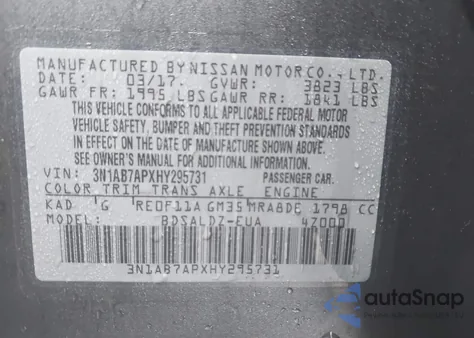 MANUFACTURED BY NISSAN MOTOR CO., LTD.
DATE: 03/17 GVWR: 3823 LBS
GAWR FR: 1995 LBS GAWR RR: 1841 LBS
THIS VEHICLE CONFORMS TO ALL APPLICABLE FEDERAL MOTOR
VEHICLE SAFETY, BUMPER AND THEFT PREVENTION STANDARDS
IN EFFECT ON THE DATE OF MANUFACTURE SHOWN ABOVE.
SEE OWNER'S MANUAL FOR ADDITIONAL INFORMATION.
VIN: 3N1AB7APXHY295731 PASSENGER CAR.
COLOR TRIM TRANS AXLE ENGINE
KAD G RE0F11A GM35 MRA8DE 1798 CC
MODEL: BDSALDZ-EUA 4Z000
3N1AB7APXHY295731
autoSnap